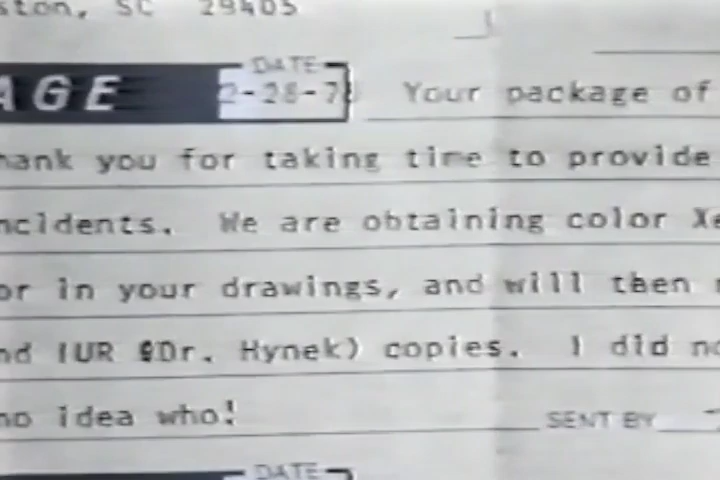 ston, SC 29405
DATE
AGE 2-28-78 Your package of
hank you for taking time to provide
ncidents. We are obtaining color Xe
or in your drawings, and will then
nd IUR (Dr. Hynek) copies. I did no
no idea who!
SENT BY
DATE